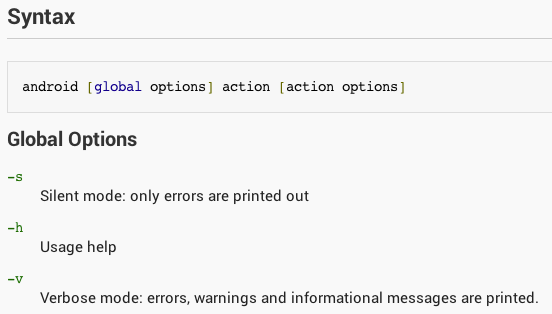 Syntax
android [global options] action [action options]
Global Options
-s
Silent mode: only errors are printed out
-h
Usage help
-v
Verbose mode: errors, warnings and informational messages are printed.